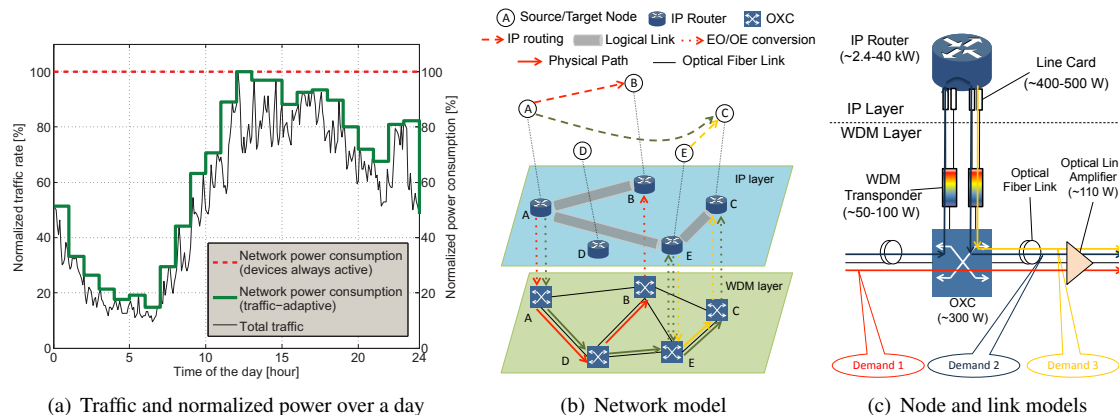 100
80
60
40
20
0
Normalized traffic rate [%]
100
80
60
40
20
0
Normalized power consumption [%]
Network power consumption
(devices always active)
Network power consumption
(traffic-adaptive)
Total traffic
0 5 10 15 20 24
Time of the day [hour]
(a) Traffic and normalized power over a day
A Source/Target Node IP Router OXC
IP routing Logical Link EO/OE conversion
Physical Path Optical Fiber Link
B
A
C
D
E
IP layer
B
A
C
D
E
WDM layer
B
A
C
D
E
(b) Network model
IP Router
(~2.4-40 kW)
Line Card
(~400-500 W)
IP Layer
WDM Layer
WDM
Transponder
(~50-100 W)
Optical
Fiber Link
Optical Lin
Amplifier
(~110 W)
OXC
(~300 W)
Demand 1
Demand 2
Demand 3
(c) Node and link models